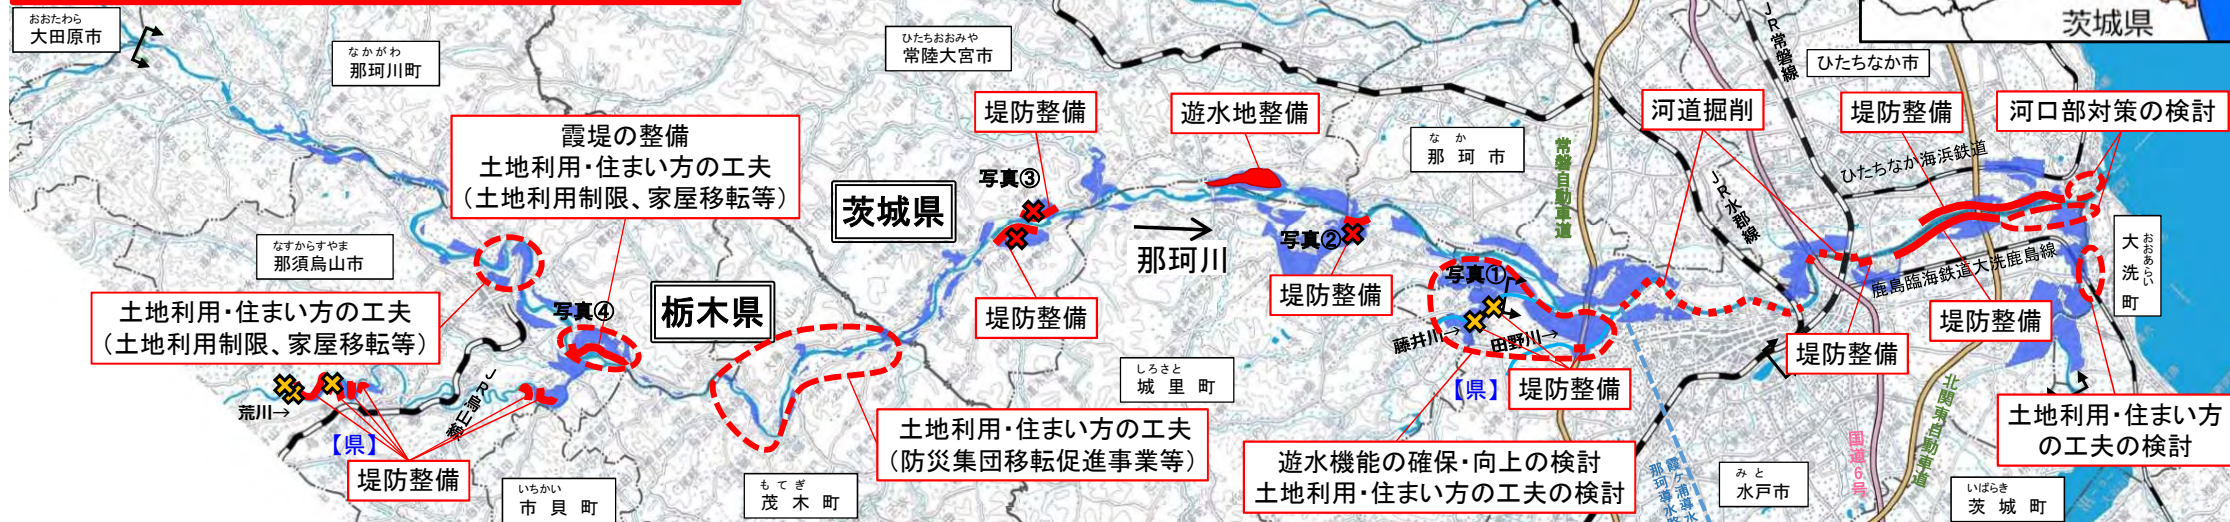 おおたわら
大田原市
なかがわ
那珂川町
ひたちおおみや
常陸大宮市
茨城県
JR常磐線
ひたちなか市
霞堤の整備
土地利用・住まい方の工夫
(土地利用制限、家屋移転等)
堤防整備
遊水地整備
なか
那珂市
常磐自動車道
河道掘削
堤防整備
河口部対策の検討
ひたちなか海浜鉄道
JR水郡線
写真③
茨城県
那珂川
写真②
堤防整備
堤防整備
なすからすやま
那須烏山市
土地利用・住まい方の工夫
(土地利用制限、家屋移転等)
写真④
栃木県
写真①
藤井川→
田野川→
【県】
堤防整備
鹿島臨海鉄道大洗鹿島線
おおあらい
大洗町
堤防整備
堤防整備
荒川→
JR烏山線
【県】
堤防整備
しろさと
城里町
土地利用・住まい方の工夫
(防災集団移転促進事業等)
遊水機能の確保・向上の検討
土地利用・住まい方の工夫の検討
土地利用・住まい方
の工夫の検討
いちかい
市貝町
もてぎ
茂木町
霞ヶ浦導水
那珂導水路
みと
水戸市
国道6号
北関東自動車道
いばらき
茨城町